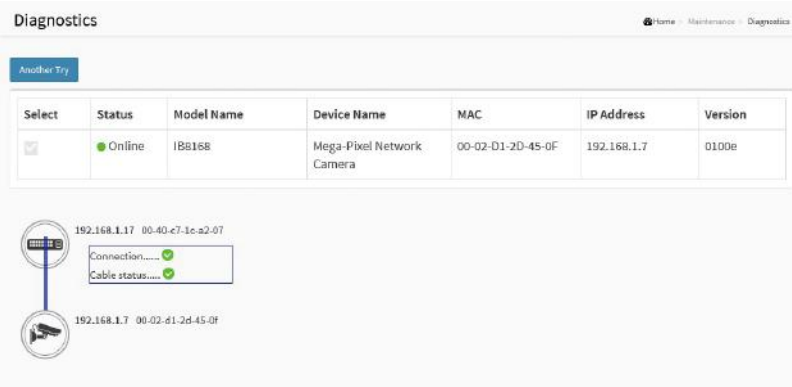 Diagnostics
Home > Maintenance > Diagnostics
Another Try
Select Status Model Name Device Name MAC IP Address Version
Online IB8168 Mega-Pixel Network 00-02-D1-2D-45-0F 192.168.1.7 0100e
Camera
192.168.1.17 00-40-c7-1c-a2-07
Connection......
Cable status.....
192.168.1.7 00-02-d1-2d-45-0f